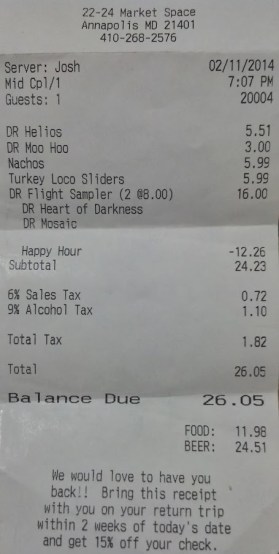 22-24 Market Space
Annapolis MD 21401
410-268-2576
Server: Josh 02/11/2014
Mid Cpl/1 7:07 PM
Guests: 1 20004
DR Helios 5.51
DR Moo Hoo 3.00
Nachos 5.99
Turkey Loco Sliders 5.99
DR Flight Sampler (2 @8.00) 16.00
DR Heart of Darkness
DR Mosaic
Happy Hour -12.26
Subtotal 24.23
6% Sales Tax 0.72
9% Alcohol Tax 1.10
Total Tax 1.82
Total 26.05
Balance Due 26.05
FOOD: 11.98
BEER: 24.51
We would love to have you
back!! Bring this receipt
with you on your return trip
within 2 weeks of today's date
and get 15% off your check.